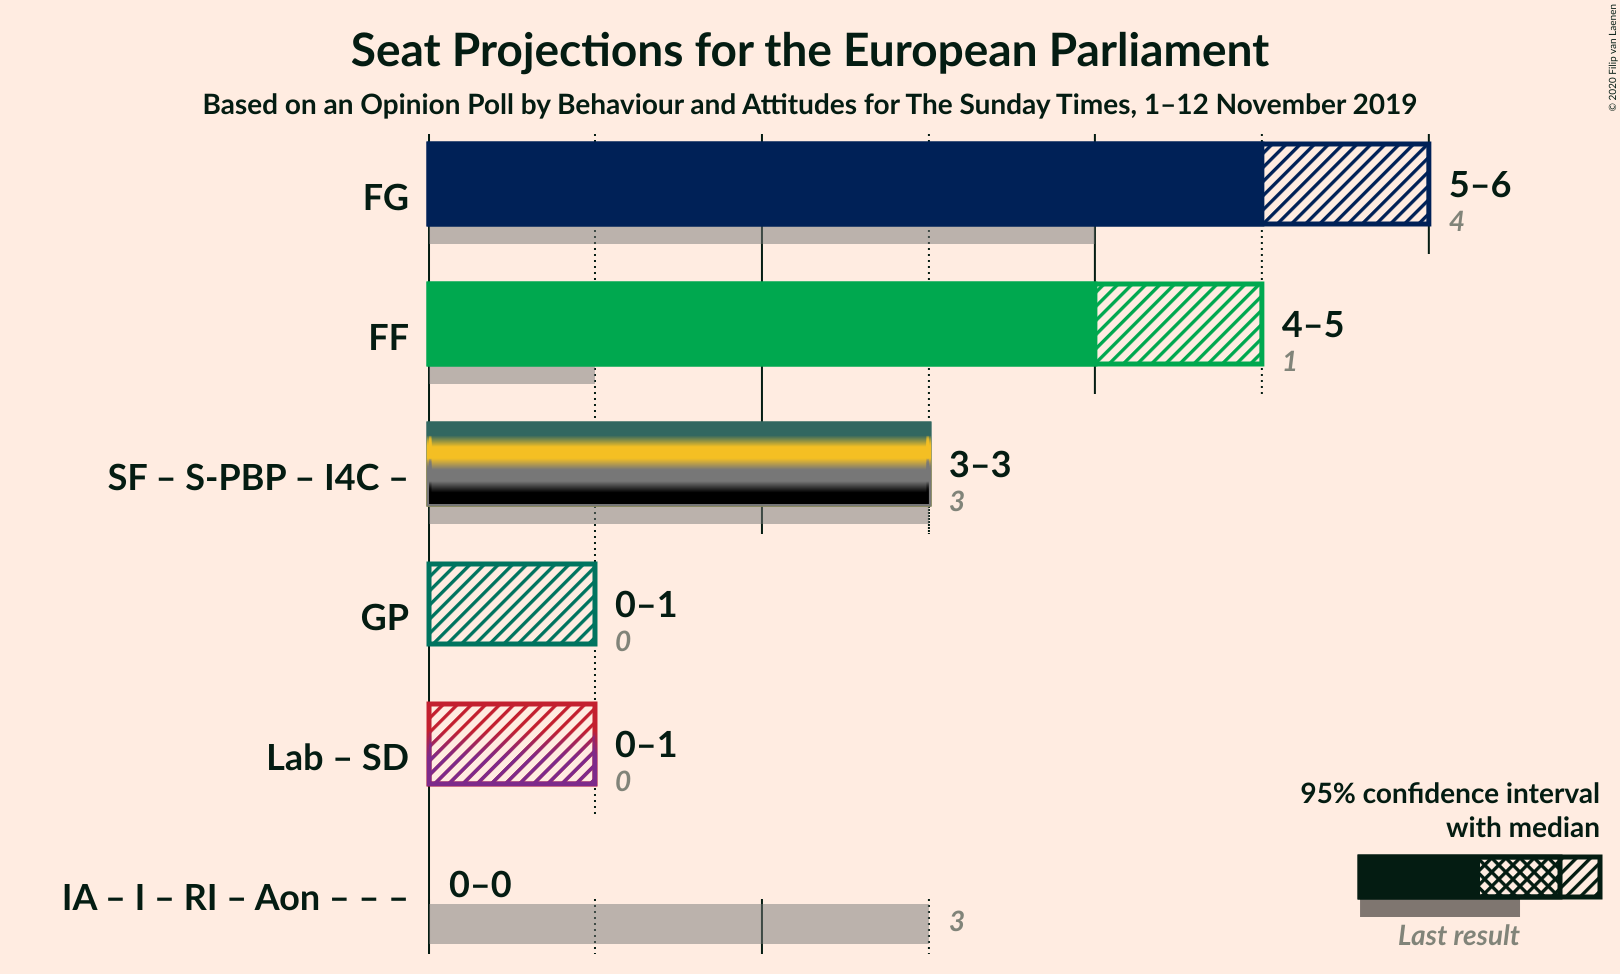 Seat Projections for the European Parliament
Based on an Opinion Poll by Behaviour and Attitudes for The Sunday Times, 1–12 November 2019
© 2020 Filip van Laenen
FG
5–6
4
FF
4–5
1
SF – S-PBP – I4C –
3–3
3
GP
0–1
0
Lab – SD
0–1
0
IA – I – RI – Aon – – –
0–0
3
95% confidence interval
with median
Last result